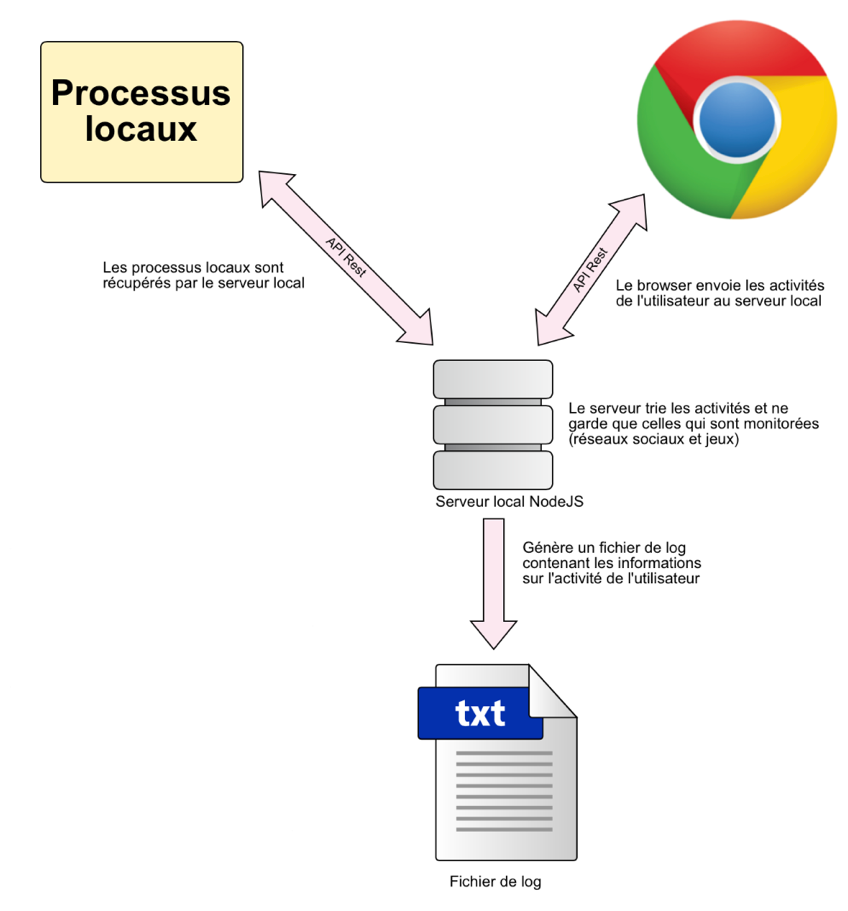 Processus
locaux
API Rest
API Rest
Les processus locaux sont
récupérés par le serveur local
Le browser envoie les activités
de l'utilisateur au serveur local
Le serveur trie les activités et ne
garde que celles qui sont monitorées
(réseaux sociaux et jeux)
Serveur local NodeJS
Génère un fichier de log
contenant les informations
sur l'activité de l'utilisateur
txt
Fichier de log